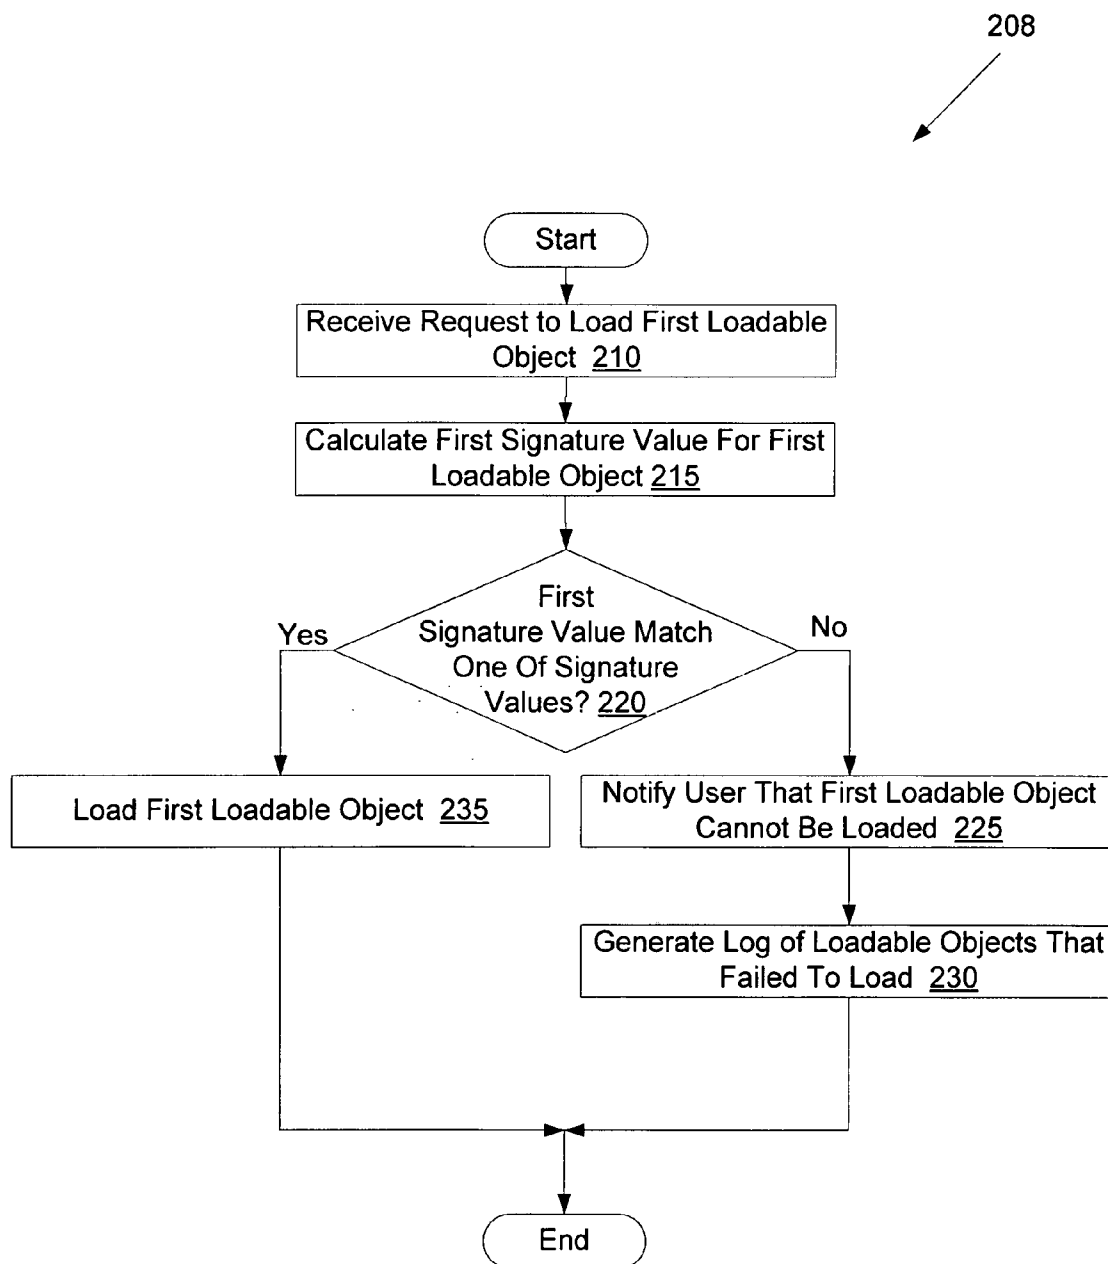 208
Start
Receive Request to Load First Loadable
Object 210
Calculate First Signature Value For First
Loadable Object 215
First
Signature Value Match
One Of Signature
Values? 220
Yes
No
Load First Loadable Object 235
Notify User That First Loadable Object
Cannot Be Loaded 225
Generate Log of Loadable Objects That
Failed To Load 230
End